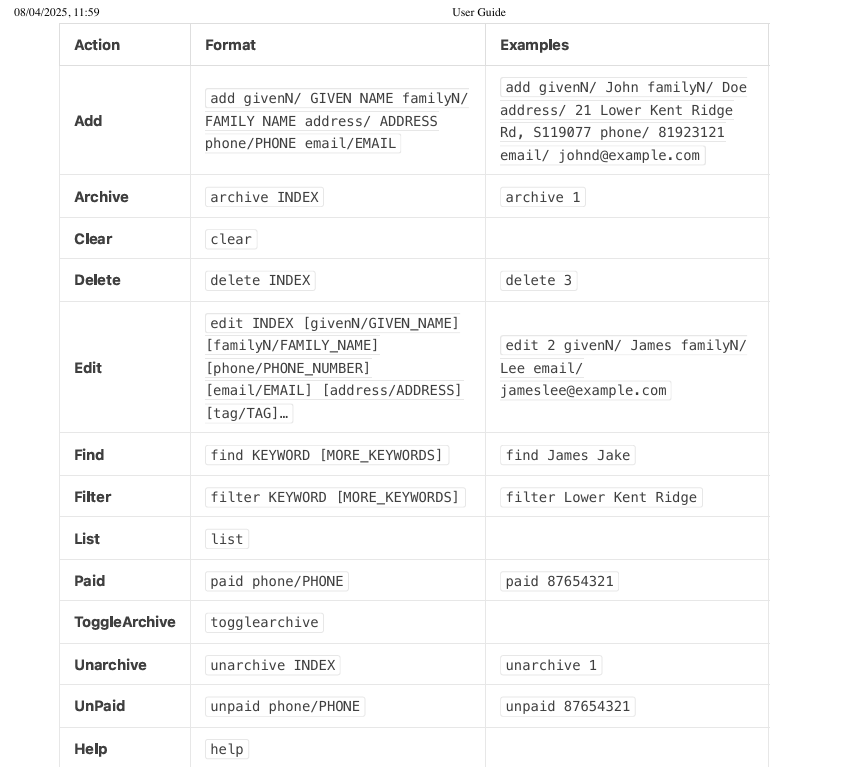 08/04/2025, 11:59 User Guide
Action Format Examples
Add
add givenN/ GIVEN NAME familyN/
FAMILY NAME address/ ADDRESS
phone/PHONE email/EMAIL
add givenN/ John familyN/ Doe
address/ 21 Lower Kent Ridge
Rd, S119077 phone/ 81923121
email/ johnd@example.com
Archive archive INDEX archive 1
Clear clear
Delete delete INDEX delete 3
Edit
edit INDEX [givenN/GIVEN_NAME]
[familyN/FAMILY_NAME]
[phone/PHONE_NUMBER]
[email/EMAIL] [address/ADDRESS]
[tag/TAG]…
edit 2 givenN/ James familyN/
Lee email/
jameslee@example.com
Find find KEYWORD [MORE_KEYWORDS] find James Jake
Filter filter KEYWORD [MORE_KEYWORDS] filter Lower Kent Ridge
List list
Paid paid phone/PHONE paid 87654321
ToggleArchive togglearchive
Unarchive unarchive INDEX unarchive 1
UnPaid unpaid phone/PHONE unpaid 87654321
Help help